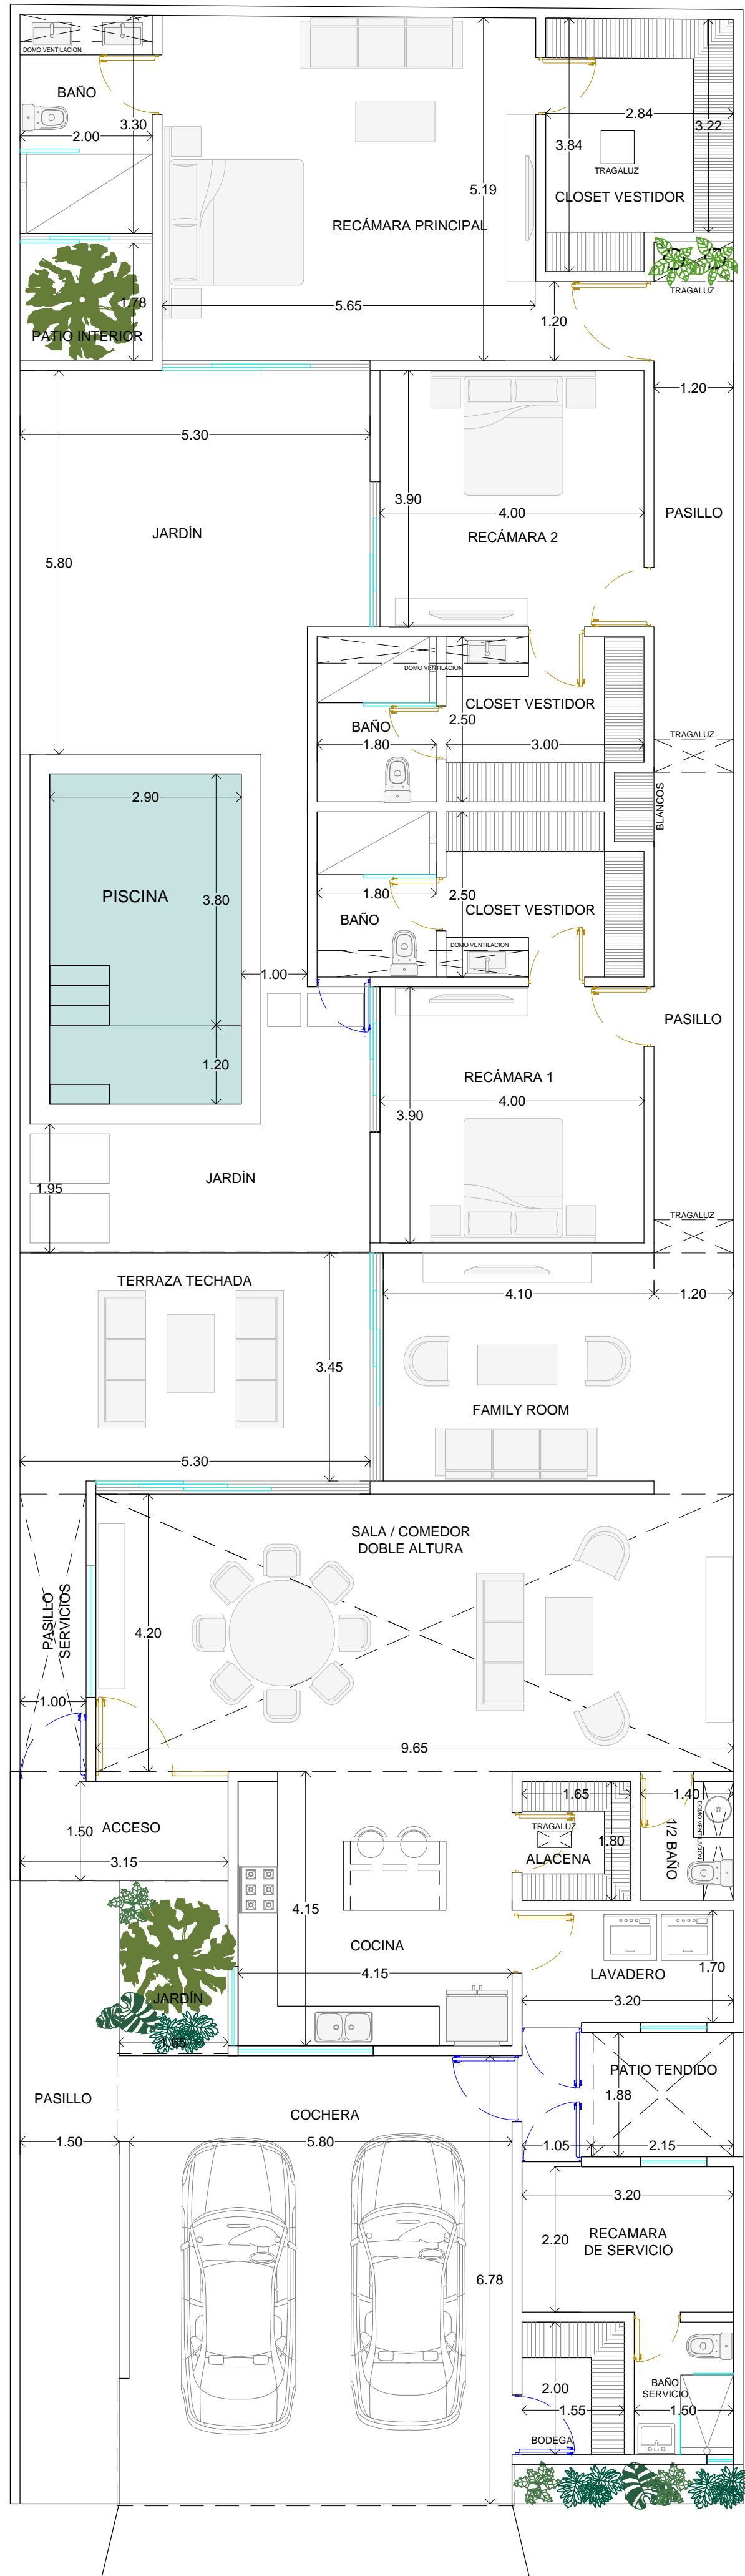 DOMO VENTILACION
BAÑO
2.00
3.30
5.19
2.84
3.22
3.84
TRAGALUZ
CLOSET VESTIDOR
RECÁMARA PRINCIPAL
TRAGALUZ
1.78
PATIO INTERIOR
5.65
1.20
1.20
5.30
3.90
4.00
PASILLO
JARDÍN
RECÁMARA 2
5.80
DOMO VENTILACION
CLOSET VESTIDOR
2.50
BAÑO
1.80
3.00
TRAGALUZ
BLANCOS
2.90
PISCINA
3.80
1.80
2.50
BAÑO
CLOSET VESTIDOR
DOMO VENTILACION
1.00
PASILLO
1.20
RECÁMARA 1
4.00
3.90
JARDÍN
1.95
TRAGALUZ
TERRAZA TECHADA
4.10
1.20
3.45
FAMILY ROOM
5.30
SALA / COMEDOR
DOBLE ALTURA
PASILLO
SERVICIOS
4.20
1.00
9.65
1.50
ACCESO
3.15
1.65
1.40
TRAGALUZ
1.80
ALACENA
1/2 BAÑO
DOMO VENTILACION
4.15
COCINA
4.15
LAVADERO
1.70
3.20
JARDÍN
1.65
PASILLO
COCHERA
PATIO TENDIDO
1.88
1.50
5.80
1.05
2.15
3.20
2.20
RECAMARA
DE SERVICIO
6.78
2.00
1.55
BAÑO
SERVICIO
1.50
BODEGA